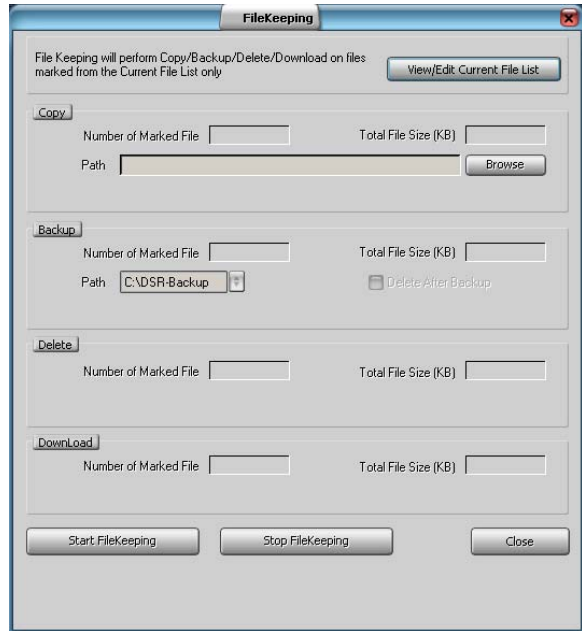 FileKeeping
File Keeping will perform Copy/Backup/Delete/Download on files
marked from the Current File List only
View/Edit Current File List
Copy
Number of Marked File
Total File Size (KB)
Path
Browse
Backup
Number of Marked File
Total File Size (KB)
Path
C:\DSR-Backup
Delete After Backup
Delete
Number of Marked File
Total File Size (KB)
DownLoad
Number of Marked File
Total File Size (KB)
Start FileKeeping
Stop FileKeeping
Close